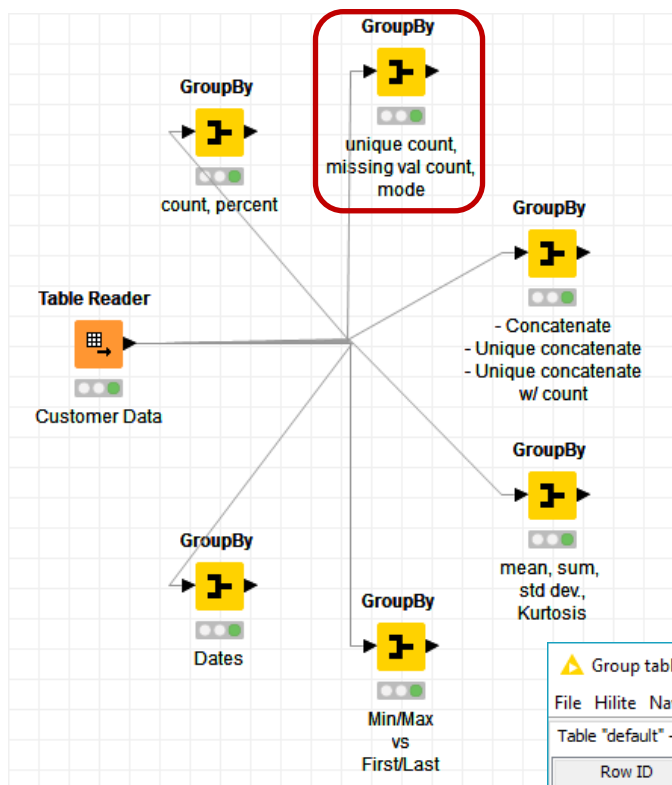 GroupBy
unique count,
missing val count,
mode
GroupBy
count, percent
GroupBy
- Concatenate
- Unique concatenate
- Unique concatenate
w/ count
Table Reader
Customer Data
GroupBy
mean, sum,
std dev.,
Kurtosis
GroupBy
Dates
GroupBy
Min/Max
vs
First/Last
Group tabl
File Hilite Na
Table "default" -
Row ID